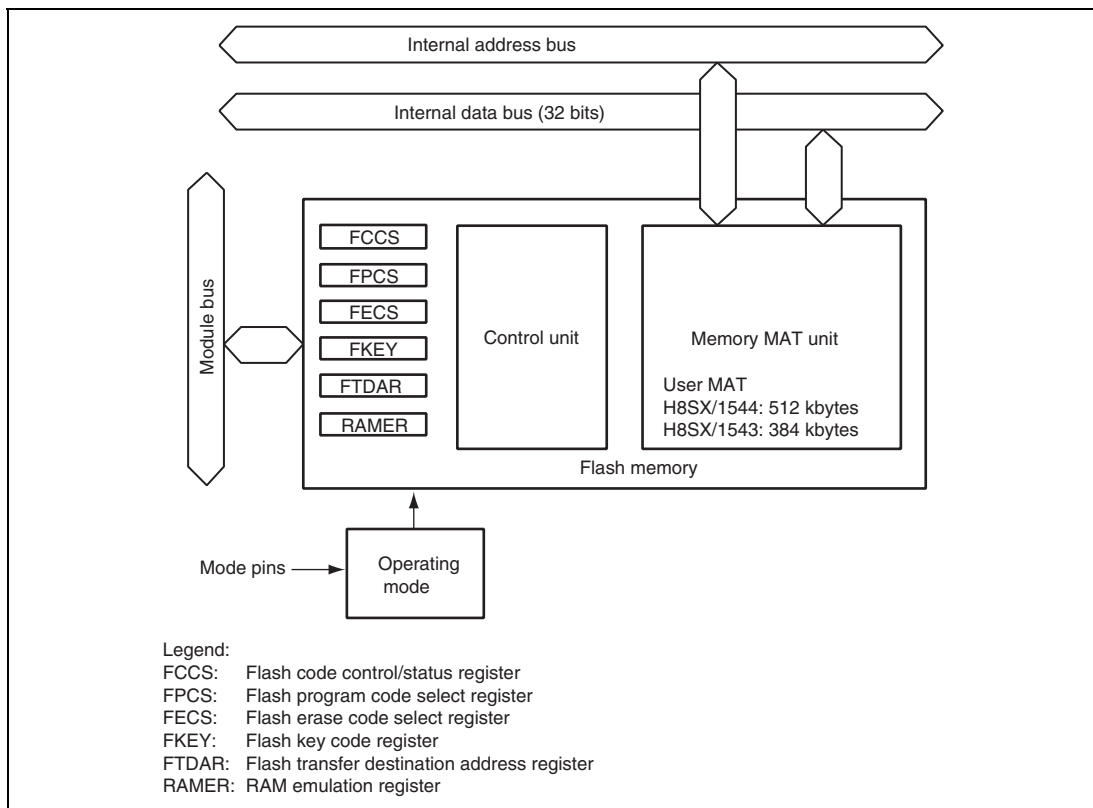 Internal address bus
Internal data bus (32 bits)
Module bus
FCCS
FPCS
FECS
FKEY
FTDAR
RAMER
Control unit
Memory MAT unit
User MAT
H8SX/1544: 512 kbytes
H8SX/1543: 384 kbytes
Flash memory
Mode pins
Operating
mode
Legend:
FCCS: Flash code control/status register
FPCS: Flash program code select register
FECS: Flash erase code select register
FKEY: Flash key code register
FTDAR: Flash transfer destination address register
RAMER: RAM emulation register